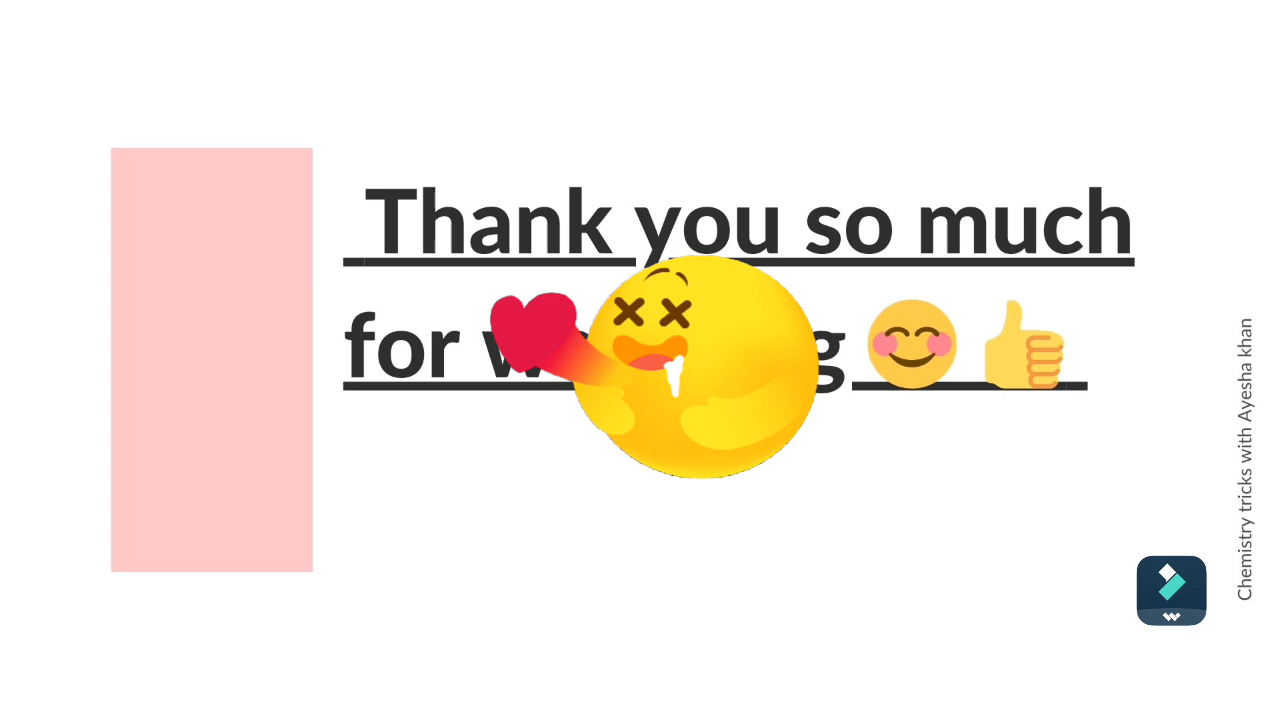 Thank you so much
for 😊 👍
Chemistry tricks with Ayesha khan